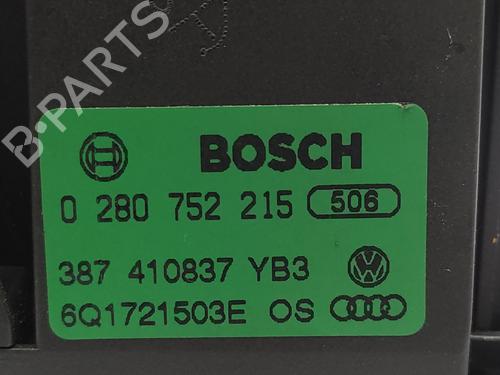 B-PARTS
BOSCH
0 280 752 215 506
387 410837 YB3
6Q1721503E OS